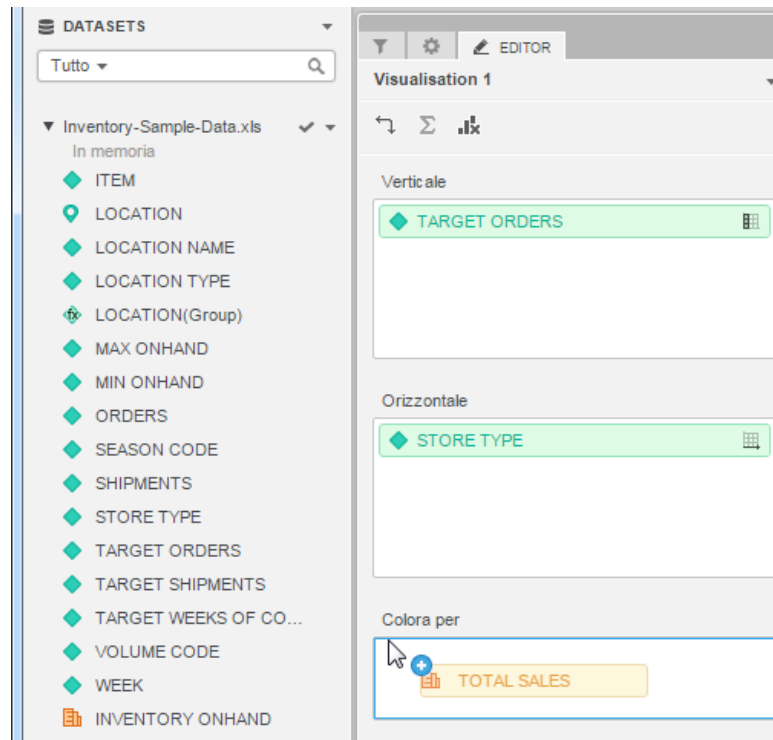 DATASETS
Tutto
Inventory-Sample-Data.xls
In memoria
ITEM
LOCATION
LOCATION NAME
LOCATION TYPE
fx LOCATION(Group)
MAX ONHAND
MIN ONHAND
ORDERS
SEASON CODE
SHIPMENTS
STORE TYPE
TARGET ORDERS
TARGET SHIPMENTS
TARGET WEEKS OF CO...
VOLUME CODE
WEEK
INVENTORY ONHAND
EDITOR
Visualisation 1
Verticale
TARGET ORDERS
Orizzontale
STORE TYPE
Colora per
TOTAL SALES